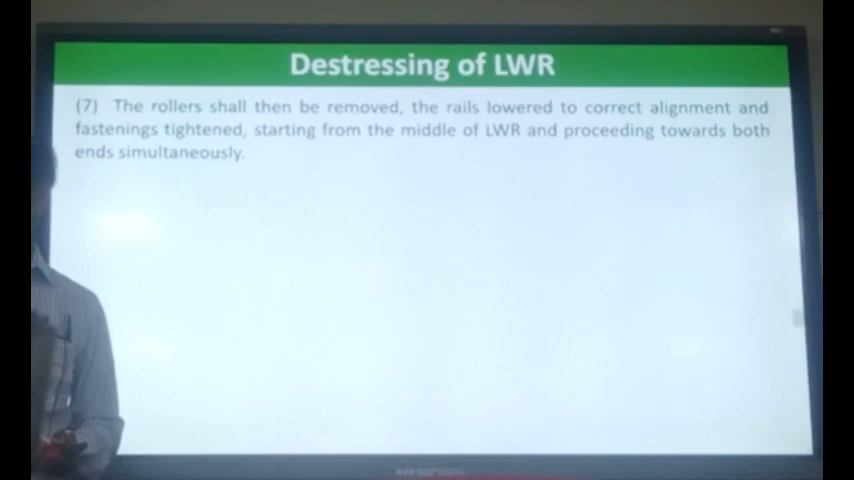 Destressing of LWR
(7) The rollers shall then be removed, the rails lowered to correct alignment and
fastenings tightened, starting from the middle of LWR and proceeding towards both
ends simultaneously.